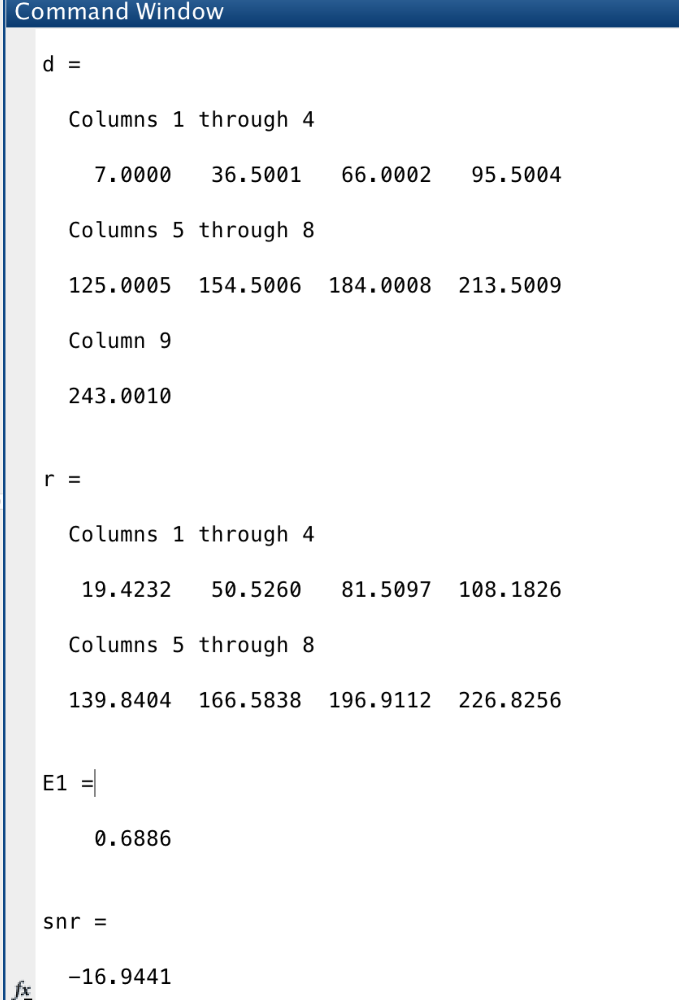 Command Window
d =
Columns 1 through 4
7.0000 36.5001 66.0002 95.5004
Columns 5 through 8
125.0005 154.5006 184.0008 213.5009
Column 9
243.0010
r =
Columns 1 through 4
19.4232 50.5260 81.5097 108.1826
Columns 5 through 8
139.8404 166.5838 196.9112 226.8256
E1 =
0.6886
snr =
−16.9441
fx